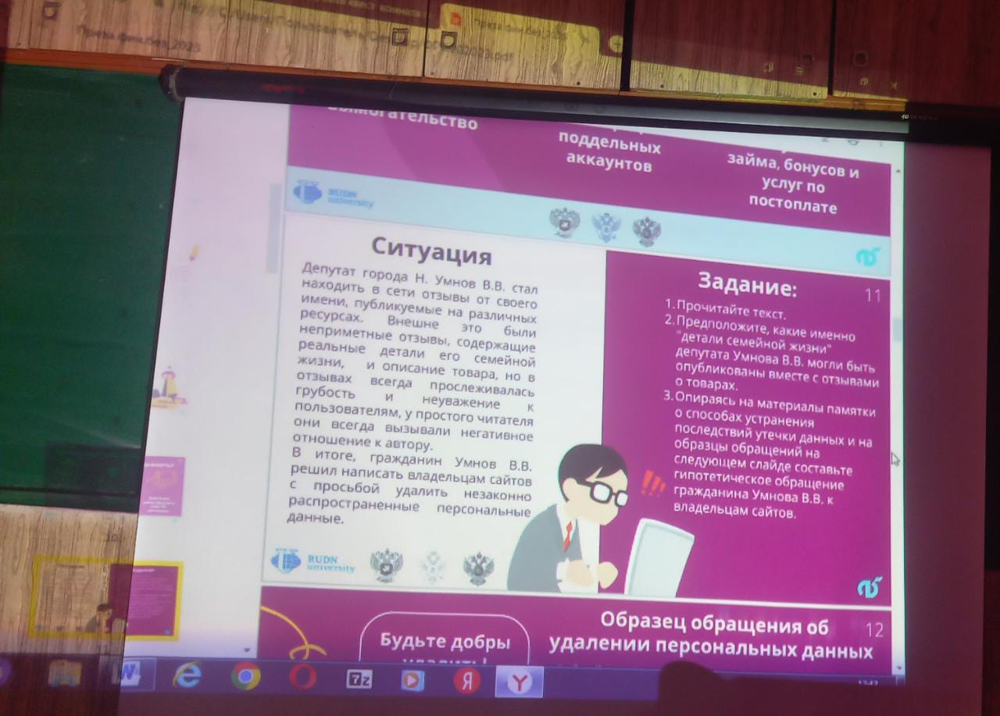 поддельных
аккаунтов
займа, бонусов и
услуг по
постоплате
RUDN
university
Ситуация
Депутат города Н. Умнов В.В. стал
находить в сети отзывы от своего
имени, публикуемые на различных
ресурсах. Внешне это были
неприметные отзывы, содержащие
реальные детали его семейной
жизни, и описание товара, но в
отзывах всегда прослеживалась
грубость и неуважение к
пользователям, у простого читателя
они всегда вызывали негативное
отношение к автору.
В итоге, гражданин Умнов В.В.
решил написать владельцам сайтов
с просьбой удалить незаконно
распространенные персональные
данные.
RUDN
university
Задание:
11
1. Прочитайте текст.
2. Предположите, какие именно
"детали семейной жизни"
депутата Умнова В.В. могли быть
опубликованы вместе с отзывами
о товарах.
3. Опираясь на материалы памятки
о способах устранения
последствий утечки данных и на
образцы обращений на
следующем слайде составьте
гипотетическое обращение
гражданина Умнова В.В. к
владельцам сайтов.
Будьте добры
Образец обращения об
удалении персональных данных
12
W
7z
Я
Y